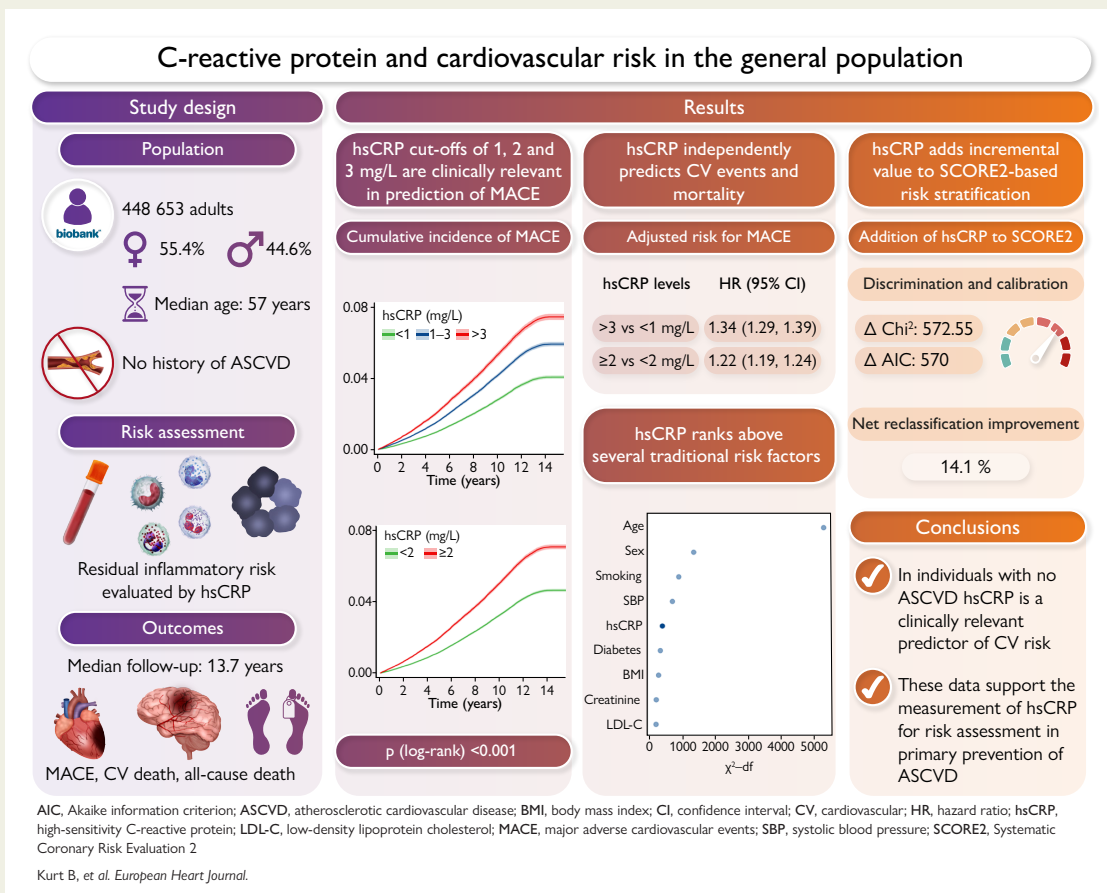 C-reactive protein and cardiovascular risk in the general population
Study design
Population
biobank™
448 653 adults
55.4%
44.6%
Median age: 57 years
No history of ASCVD
Risk assessment
Residual inflammatory risk
evaluated by hsCRP
Outcomes
Median follow-up: 13.7 years
MACE, CV death, all-cause death
Results
hsCRP cut-offs of 1, 2 and
3 mg/L are clinically relevant
in prediction of MACE
Cumulative incidence of MACE
0.08
0.04
0.00
hsCRP (mg/L)
<1 1–3 >3
0 2 4 6 8 10 12 14
Time (years)
0.08
0.04
0.00
hsCRP (mg/L)
<2 ≥2
0 2 4 6 8 10 12 14
Time (years)
p (log-rank) <0.001
hsCRP independently
predicts CV events and
mortality
Adjusted risk for MACE
hsCRP levels HR (95% CI)
>3 vs <1 mg/L 1.34 (1.29, 1.39)
≥2 vs <2 mg/L 1.22 (1.19, 1.24)
hsCRP ranks above
several traditional risk factors
Age
Sex
Smoking
SBP
hsCRP
Diabetes
BMI
Creatinine
LDL-C
0 1000 2000 3000 4000 5000
χ²–df
hsCRP adds incremental
value to SCORE2-based
risk stratification
Addition of hsCRP to SCORE2
Discrimination and calibration
Δ Chi²: 572.55
Δ AIC: 570
Net reclassification improvement
14.1 %
Conclusions
In individuals with no
ASCVD hsCRP is a
clinically relevant
predictor of CV risk
These data support the
measurement of hsCRP
for risk assessment in
primary prevention of
ASCVD
AIC, Akaike information criterion; ASCVD, atherosclerotic cardiovascular disease; BMI, body mass index; CI, confidence interval; CV, cardiovascular; HR, hazard ratio; hsCRP,
high-sensitivity C-reactive protein; LDL-C, low-density lipoprotein cholesterol; MACE, major adverse cardiovascular events; SBP, systolic blood pressure; SCORE2, Systematic
Coronary Risk Evaluation 2
Kurt B, et al. European Heart Journal.